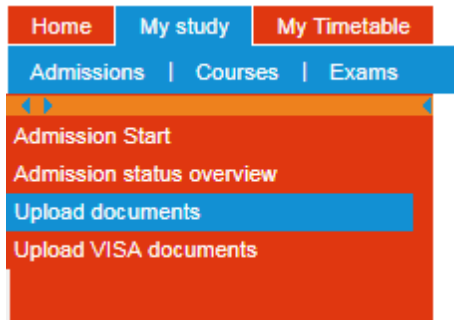 Home My study My Timetable
Admissions | Courses | Exams
Admission Start
Admission status overview
Upload documents
Upload VISA documents